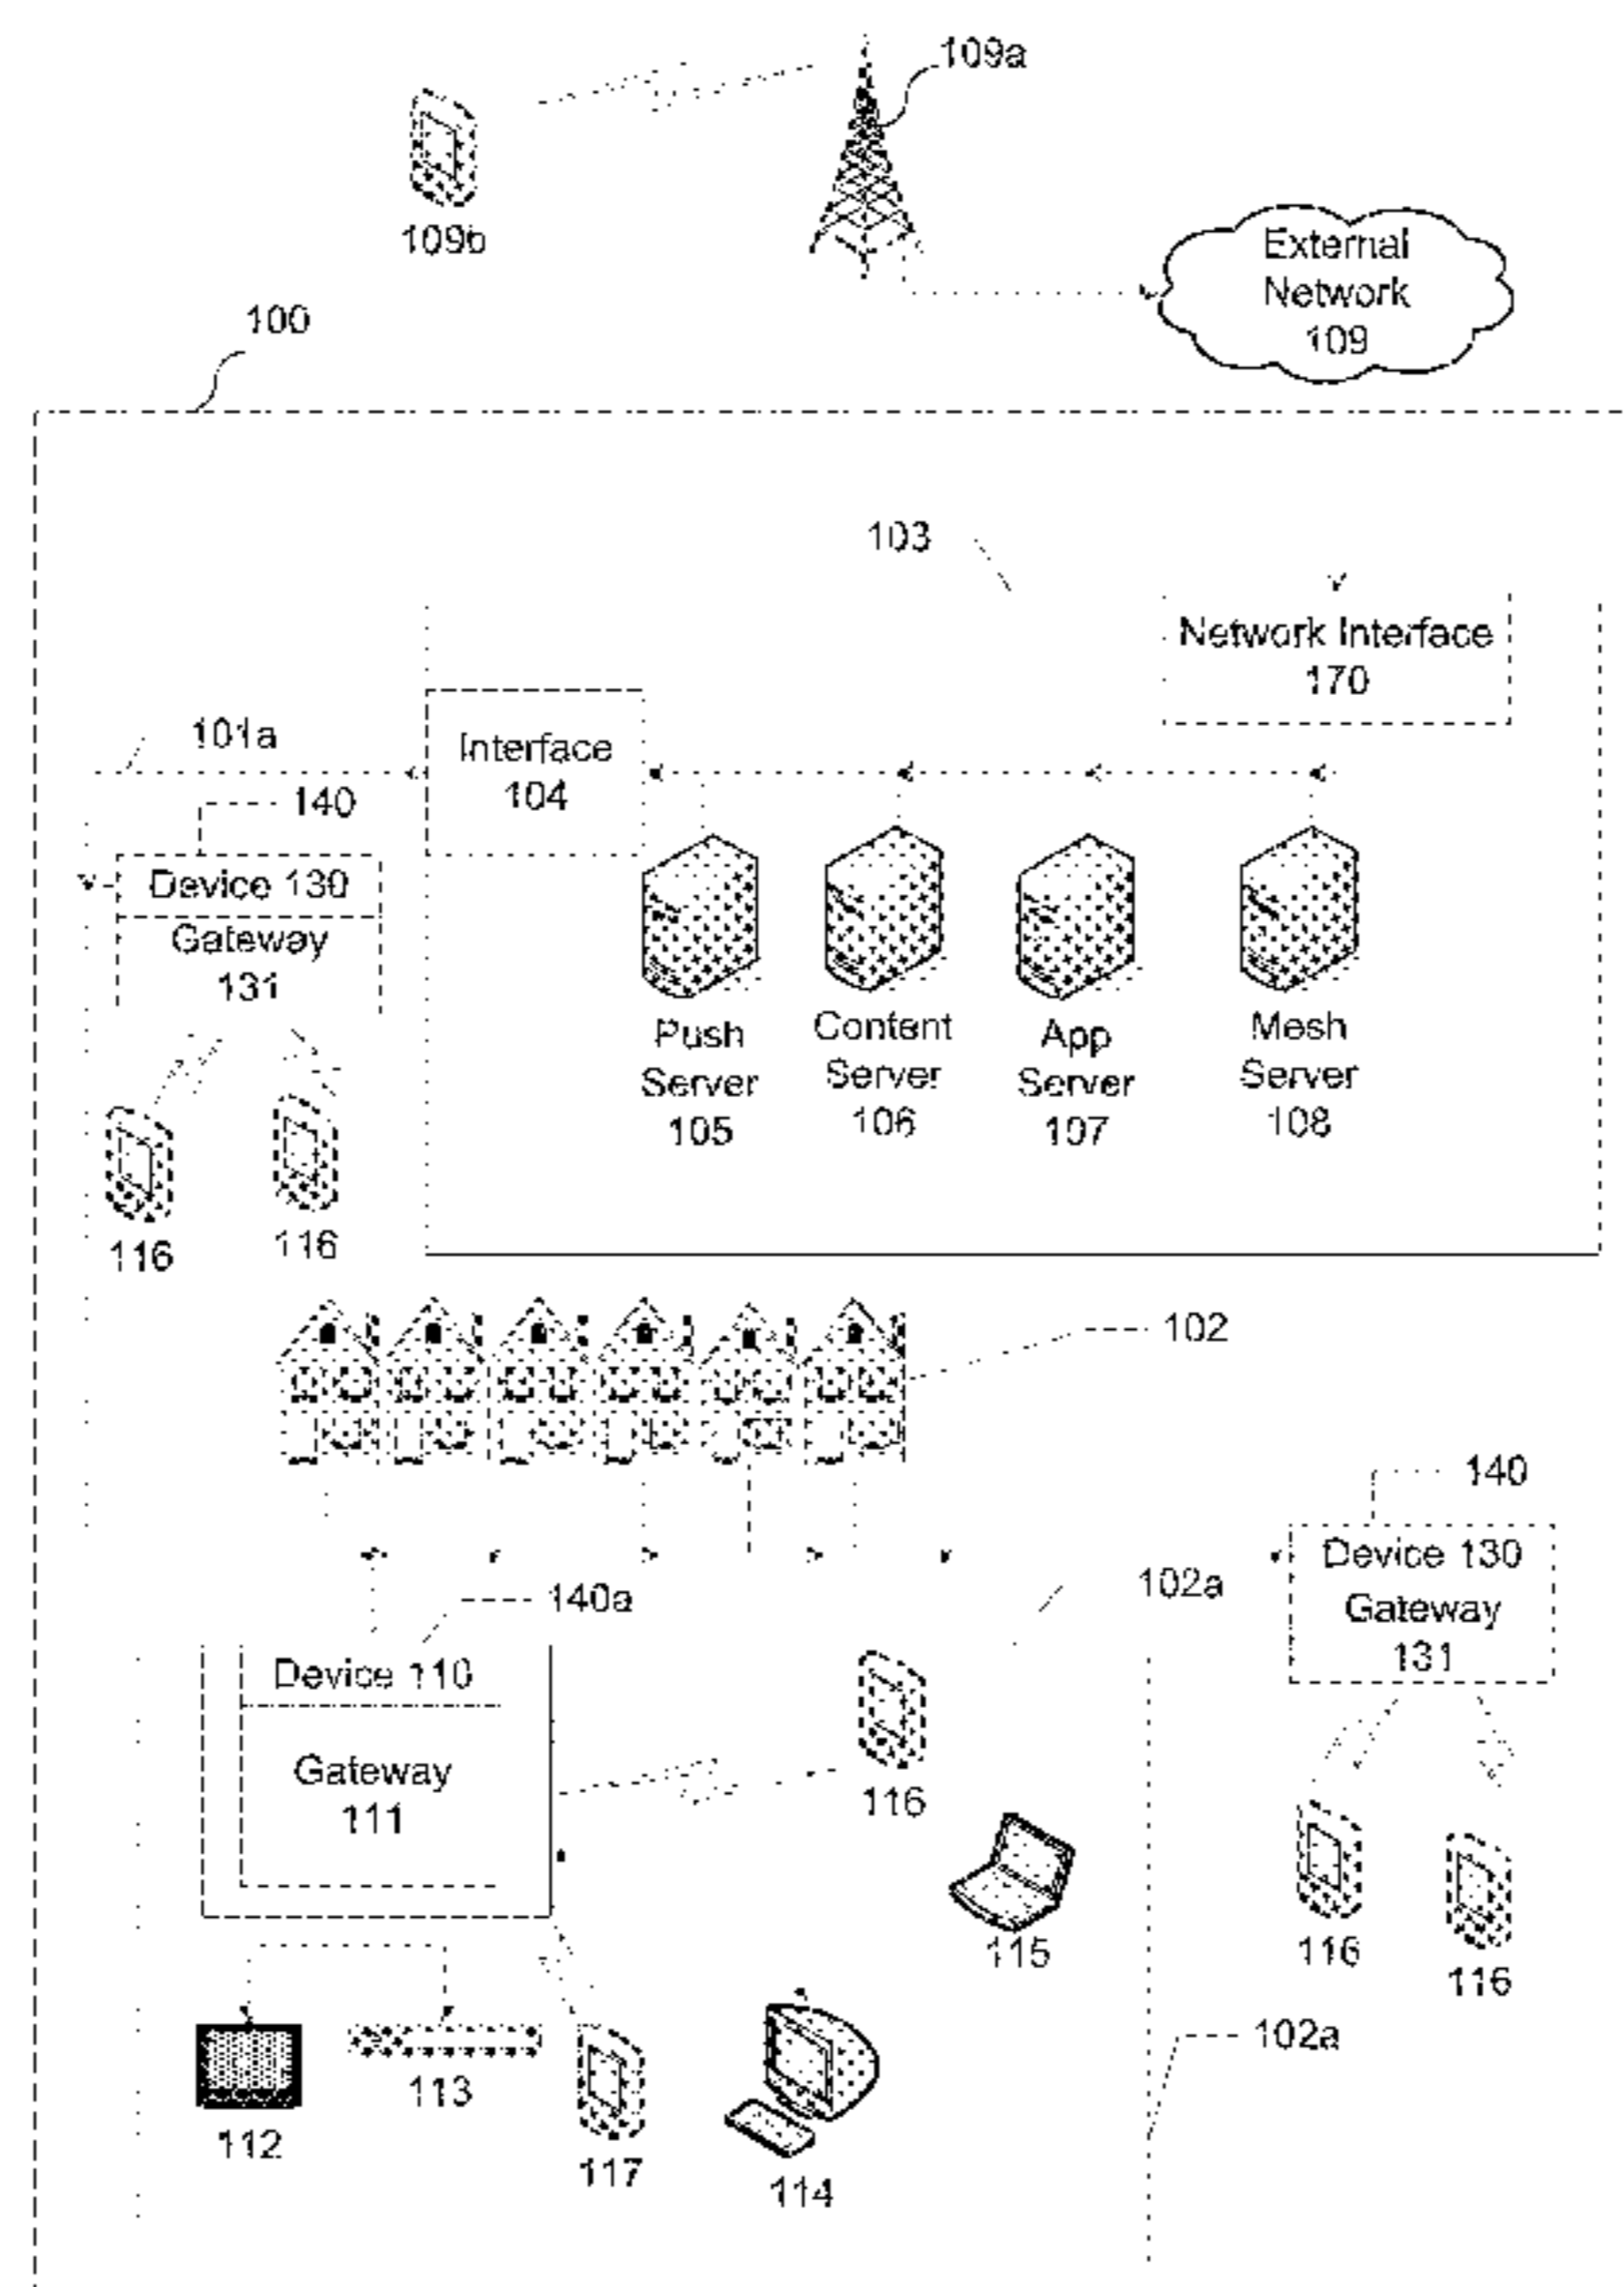 109a
109b
External
Network
109
100
103
Network Interface
170
101a
Interface
104
140
Device 130
Gateway
131
Push
Server
105
Content
Server
106
App
Server
107
Mesh
Server
108
116
116
102
140
Device 130
Gateway
131
102a
140a
Device 110
Gateway
111
116
115
116
116
102a
112
113
117
114